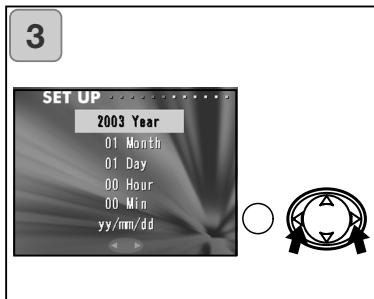 3
SET UP
2003 Year
01 Month
01 Day
00 Hour
00 Min
yy/mm/dd